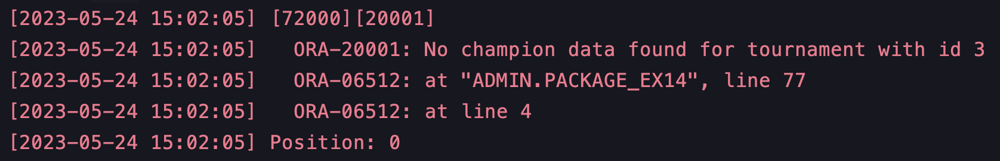 [2023-05-24 15:02:05] [72000][20001]
[2023-05-24 15:02:05]   ORA-20001: No champion data found for tournament with id 3
[2023-05-24 15:02:05]   ORA-06512: at "ADMIN.PACKAGE_EX14", line 77
[2023-05-24 15:02:05]   ORA-06512: at line 4
[2023-05-24 15:02:05] Position: 0